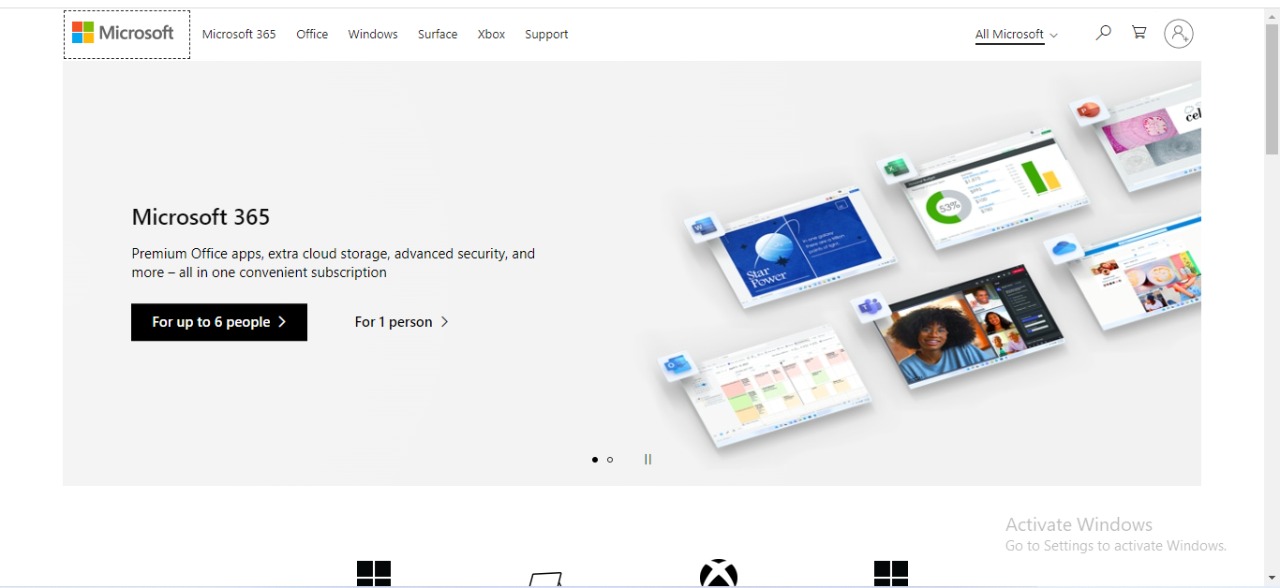 Microsoft
Microsoft 365
Office
Windows
Surface
Xbox
Support
All Microsoft
Microsoft 365
Premium Office apps, extra cloud storage, advanced security, and
more – all in one convenient subscription
For up to 6 people
For 1 person
Star
Power
53%
Activate Windows
Go to Settings to activate Windows.